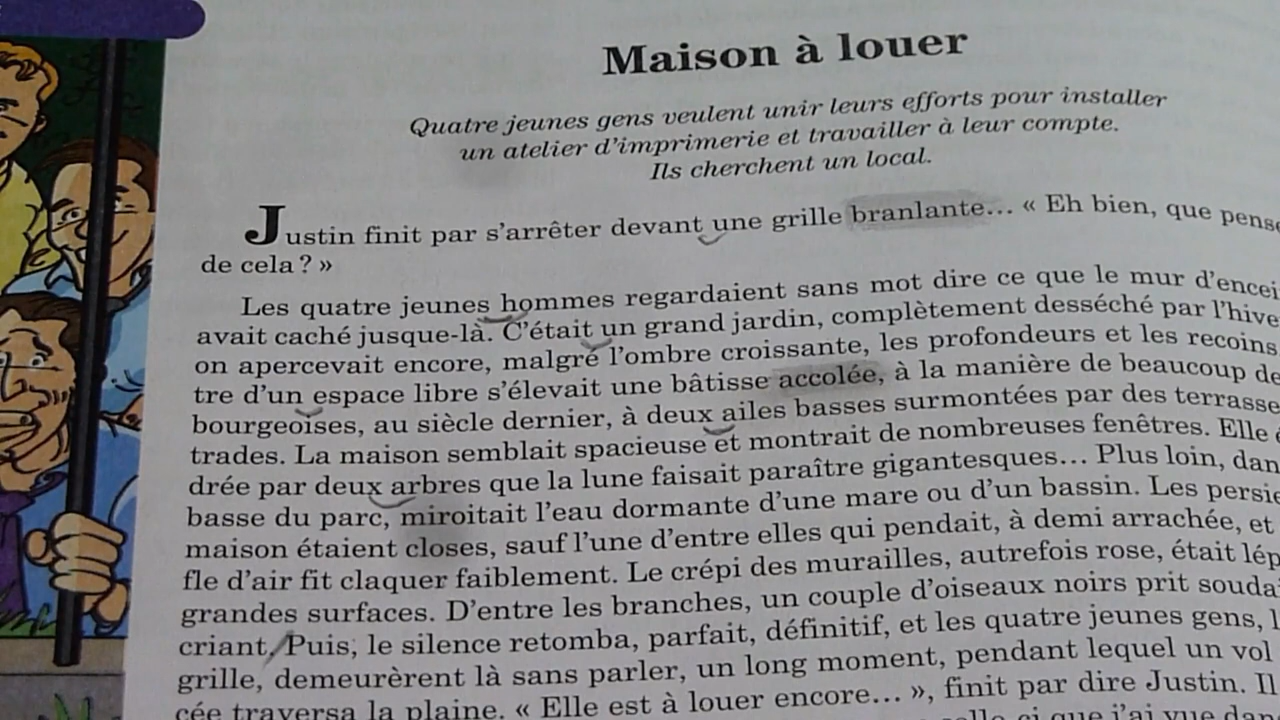 Maison à louer
Quatre jeunes gens veulent unir leurs efforts pour installer
un atelier d'imprimerie et travailler à leur compte.
Ils cherchent un local.
Justin finit par s'arrêter devant une grille branlante... « Eh bien, que pense
de cela ? »
Les quatre jeunes hommes regardaient sans mot dire ce que le mur d'encei
avait caché jusque-là. C'était un grand jardin, complètement desséché par l'hive
on apercevait encore, malgré l'ombre croissante, les profondeurs et les recoins
tre d'un espace libre s'élevait une bâtisse accolée, à la manière de beaucoup de
bourgeoises, au siècle dernier, à deux ailes basses surmontées par des terrasse
trades. La maison semblait spacieuse et montrait de nombreuses fenêtres. Elle
drée par deux arbres que la lune faisait paraître gigantesques... Plus loin, dan
basse du parc, miroitait l'eau dormante d'une mare ou d'un bassin. Les persie
maison étaient closes, sauf l'une d'entre elles qui pendait, à demi arrachée, et
fle d'air fit claquer faiblement. Le crépi des murailles, autrefois rose, était lép
grandes surfaces. D'entre les branches, un couple d'oiseaux noirs prit souda
criant. Puis, le silence retomba, parfait, définitif, et les quatre jeunes gens, l
grille, demeurèrent là sans parler, un long moment, pendant lequel un vol
cée traversa la plaine. « Elle est à louer encore... », finit par dire Justin. Il
ci que j'ai vue dan